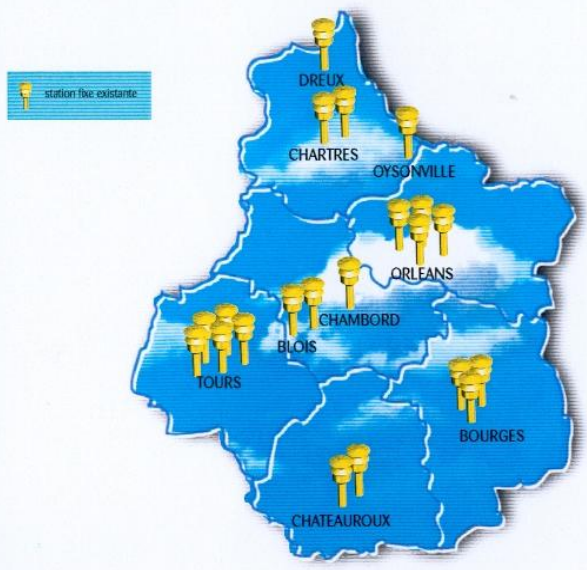 DREUX
station fixe existante
CHARTRES
OYSONVILLE
ORLEANS
CHAMBORD
BLOIS
TOURS
BOURGES
CHATEAUROUX